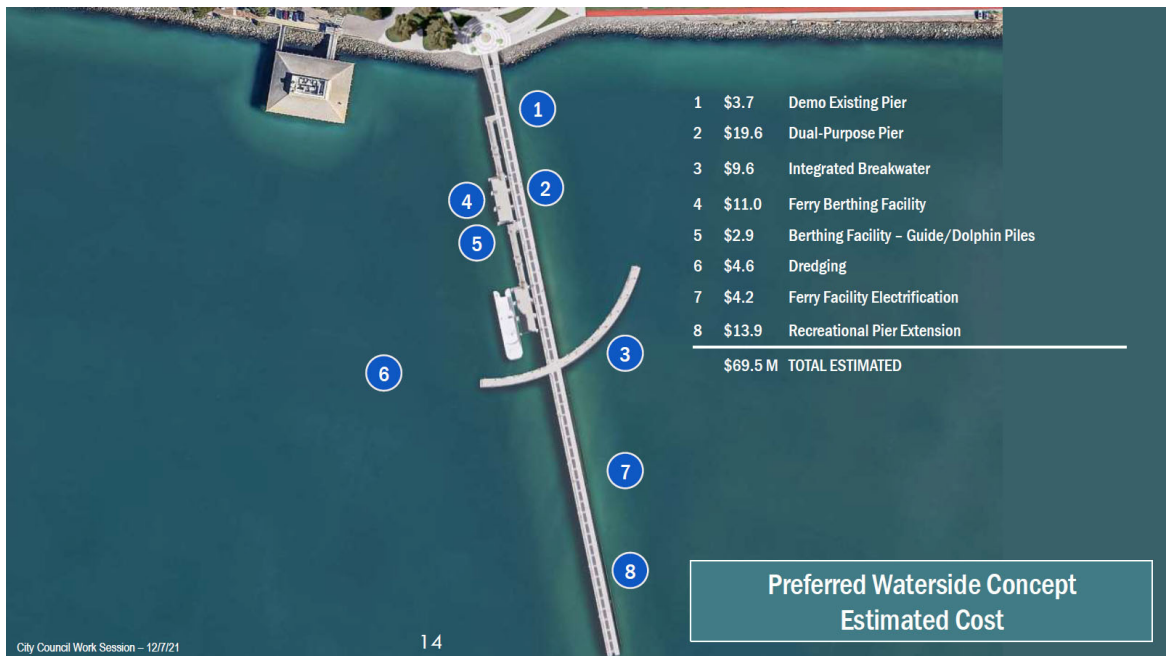 1 $3.7 Demo Existing Pier
2 $19.6 Dual-Purpose Pier
3 $9.6 Integrated Breakwater
4 $11.0 Ferry Berthing Facility
5 $2.9 Berthing Facility – Guide/Dolphin Piles
6 $4.6 Dredging
7 $4.2 Ferry Facility Electrification
8 $13.9 Recreational Pier Extension
$69.5 M TOTAL ESTIMATED
1
2
4
5
3
6
7
8
Preferred Waterside Concept
Estimated Cost
City Council Work Session – 12/7/21
14